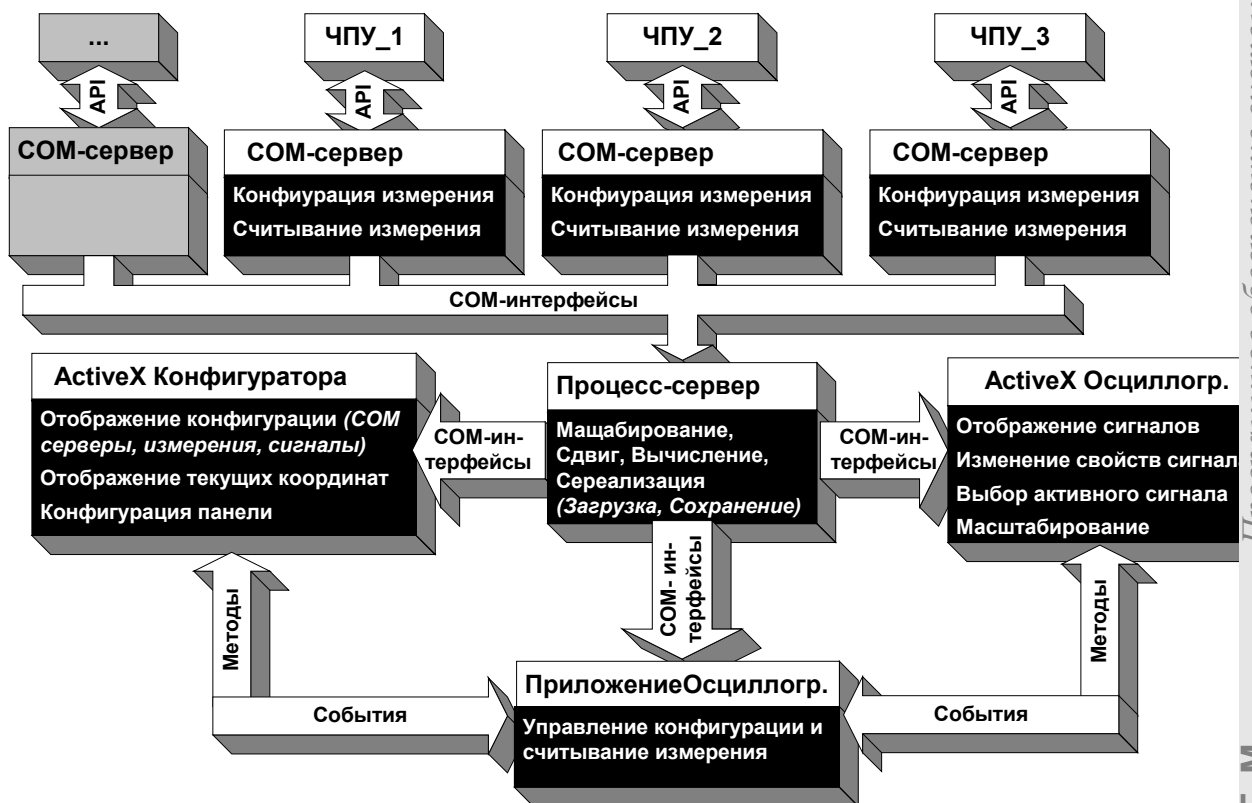 ...
ЧПУ_1
ЧПУ_2
ЧПУ_3
API
API
API
API
COM-сервер
COM-сервер
COM-сервер
COM-сервер
Конфиурация измерения
Считывание измерения
Конфиурация измерения
Считывание измерения
Конфиурация измерения
Считывание измерения
COM-интерфейсы
ActiveX Конфигуратора
Отображение конфигурации (COM
серверы, измерения, сигналы)
Отображение текущих координат
Конфигурация панели
COM-ин-
терфейсы
Процесс-сервер
Мащабирование,
Сдвиг, Вычисление,
Сереализация
(Загрузка, Сохранение)
COM-ин-
терфейсы
ActiveX Осциллогр.
Отображение сигналов
Изменение свойств сигнал
Выбор активного сигнала
Масштабирование
COM- ин-
терфейсы
Методы
Методы
События
События
ПриложениеОсциллогр.
Управление конфигурации и
считывание измерения